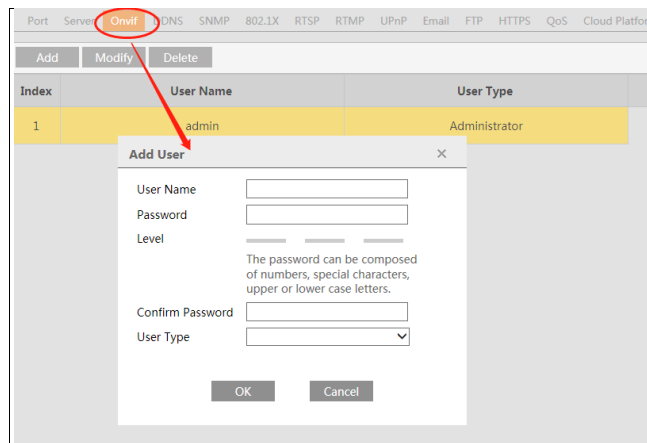 Port Server Onvif DDNS SNMP 802.1X RTSP RTMP UPnP Email FTP HTTPS QoS Cloud Platfor
Add Modify Delete
Index User Name User Type
1 admin Administrator
Add User ×
User Name
Password
Level
The password can be composed
of numbers, special characters,
upper or lower case letters.
Confirm Password
User Type
OK Cancel